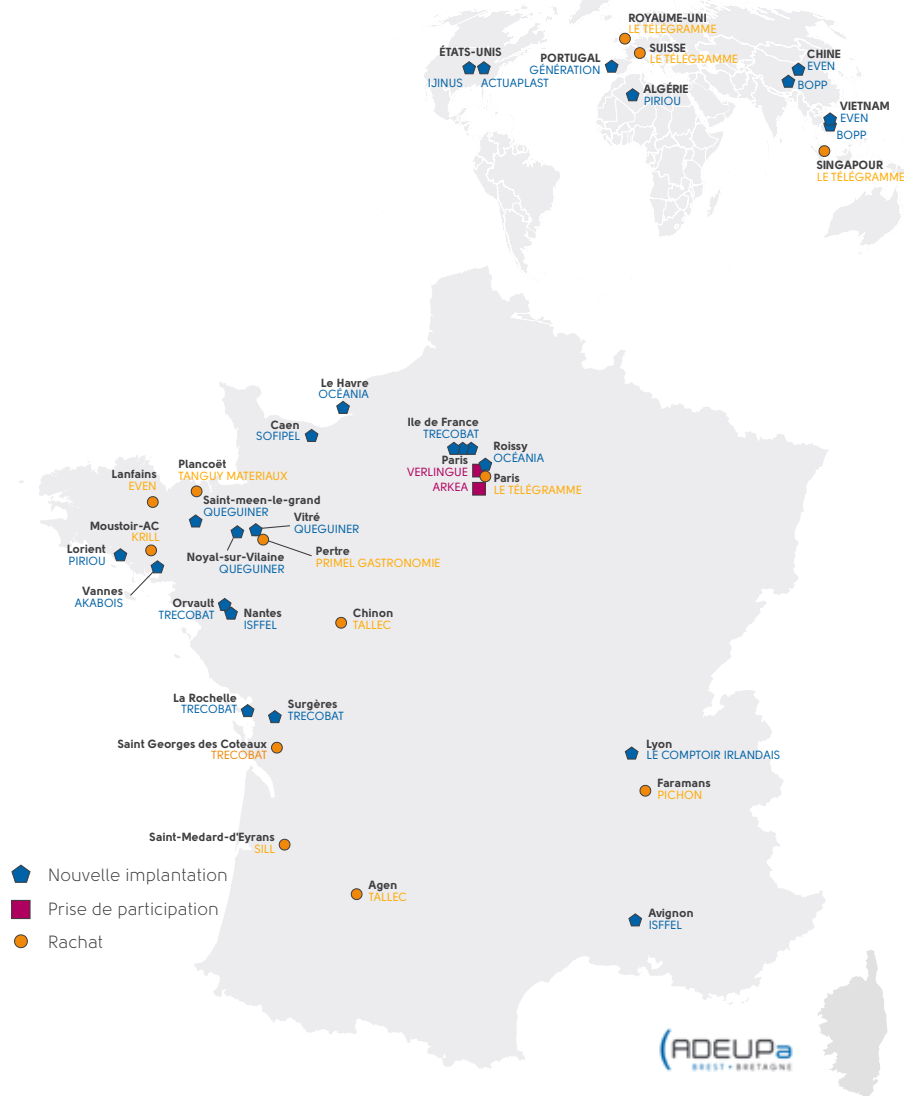 ROYAUME-UNI
LE TÉLÉGRAMME
SUISSE
LE TÉLÉGRAMME
ÉTATS-UNIS
IJINUS
ACTUAPLAST
PORTUGAL
GÉNÉRATION
ALGÉRIE
PIRIOU
CHINE
EVEN
BOPP
VIETNAM
EVEN
BOPP
SINGAPOUR
LE TÉLÉGRAMME
Le Havre
OCÉANIA
Caen
SOFIPEL
Ile de France
TRECOBAT
Roissy
OCÉANIA
Paris
VERLINGUE
ARKEA
Paris
LE TÉLÉGRAMME
Plancoët
TANGUY MATERIAUX
Lanfains
EVEN
Saint-meen-le-grand
QUEGUINER
Vitré
QUEGUINER
Moustoir-AC
KRILL
Lorient
PIRIOU
Noyal-sur-Vilaine
QUEGUINER
Pertre
PRIMEL GASTRONOMIE
Vannes
AKABOIS
Orvault
TRECOBAT
Nantes
ISFFEL
Chinon
TALLEC
La Rochelle
TRECOBAT
Surgères
TRECOBAT
Saint Georges des Coteaux
TRECOBAT
Lyon
LE COMPTOIR IRLANDAIS
Faramans
PICHON
Saint-Medard-d'Eyrans
SILL
Agen
TALLEC
Avignon
ISFFEL
Nouvelle implantation
Prise de participation
Rachat
ADEUPa
BREST • BRETAGNE